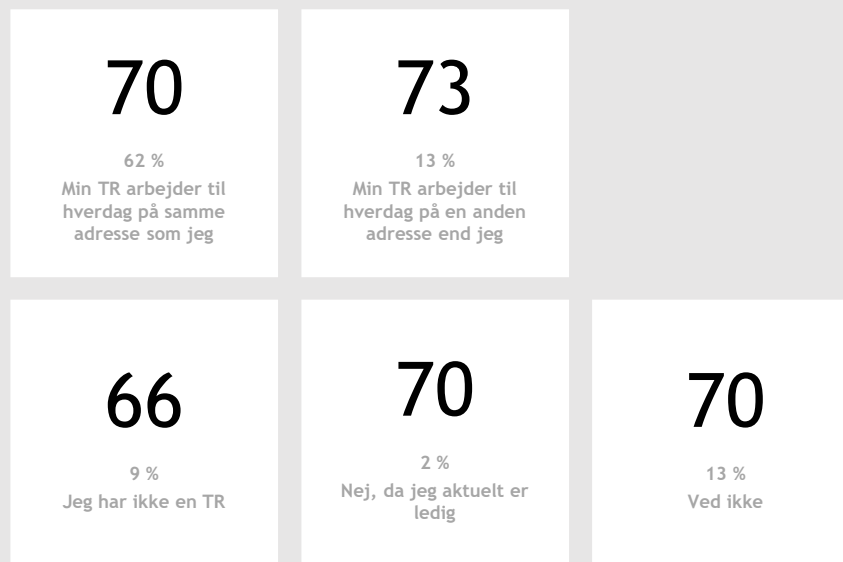 70
62 %
Min TR arbejder til
hverdag på samme
adresse som jeg
73
13 %
Min TR arbejder til
hverdag på en anden
adresse end jeg
66
9 %
Jeg har ikke en TR
70
2 %
Nej, da jeg aktuelt er
ledig
70
13 %
Ved ikke